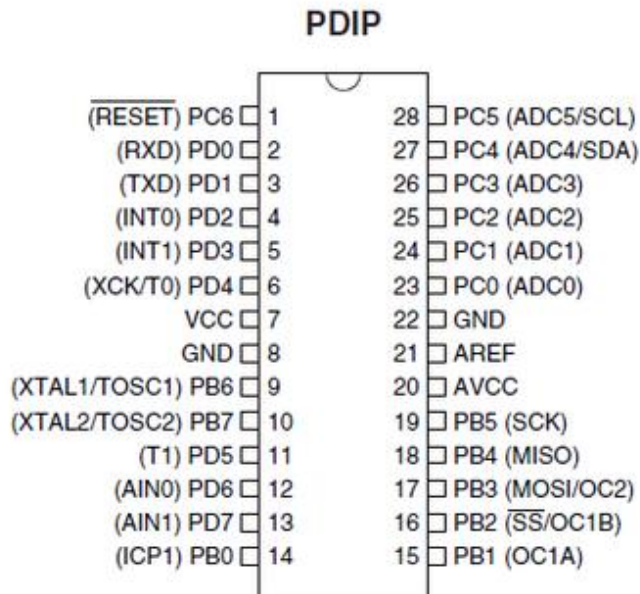 PDIP
(RESET) PC6 1 28 PC5 (ADC5/SCL)
(RXD) PD0 2 27 PC4 (ADC4/SDA)
(TXD) PD1 3 26 PC3 (ADC3)
(INT0) PD2 4 25 PC2 (ADC2)
(INT1) PD3 5 24 PC1 (ADC1)
(XCK/T0) PD4 6 23 PC0 (ADC0)
VCC 7 22 GND
GND 8 21 AREF
(XTAL1/TOSC1) PB6 9 20 AVCC
(XTAL2/TOSC2) PB7 10 19 PB5 (SCK)
(T1) PD5 11 18 PB4 (MISO)
(AIN0) PD6 12 17 PB3 (MOSI/OC2)
(AIN1) PD7 13 16 PB2 (SS/OC1B)
(ICP1) PB0 14 15 PB1 (OC1A)